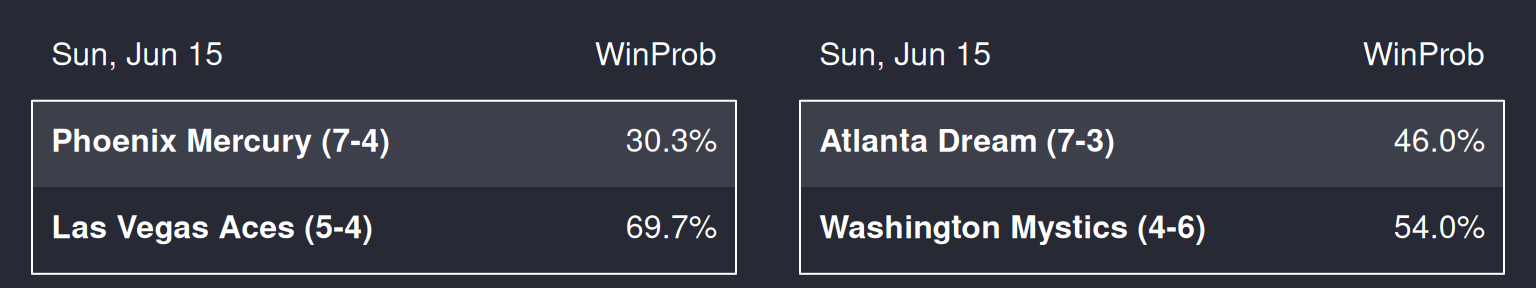 Sun, Jun 15 WinProb
Phoenix Mercury (7-4) 30.3%
Las Vegas Aces (5-4) 69.7%
Sun, Jun 15 WinProb
Atlanta Dream (7-3) 46.0%
Washington Mystics (4-6) 54.0%